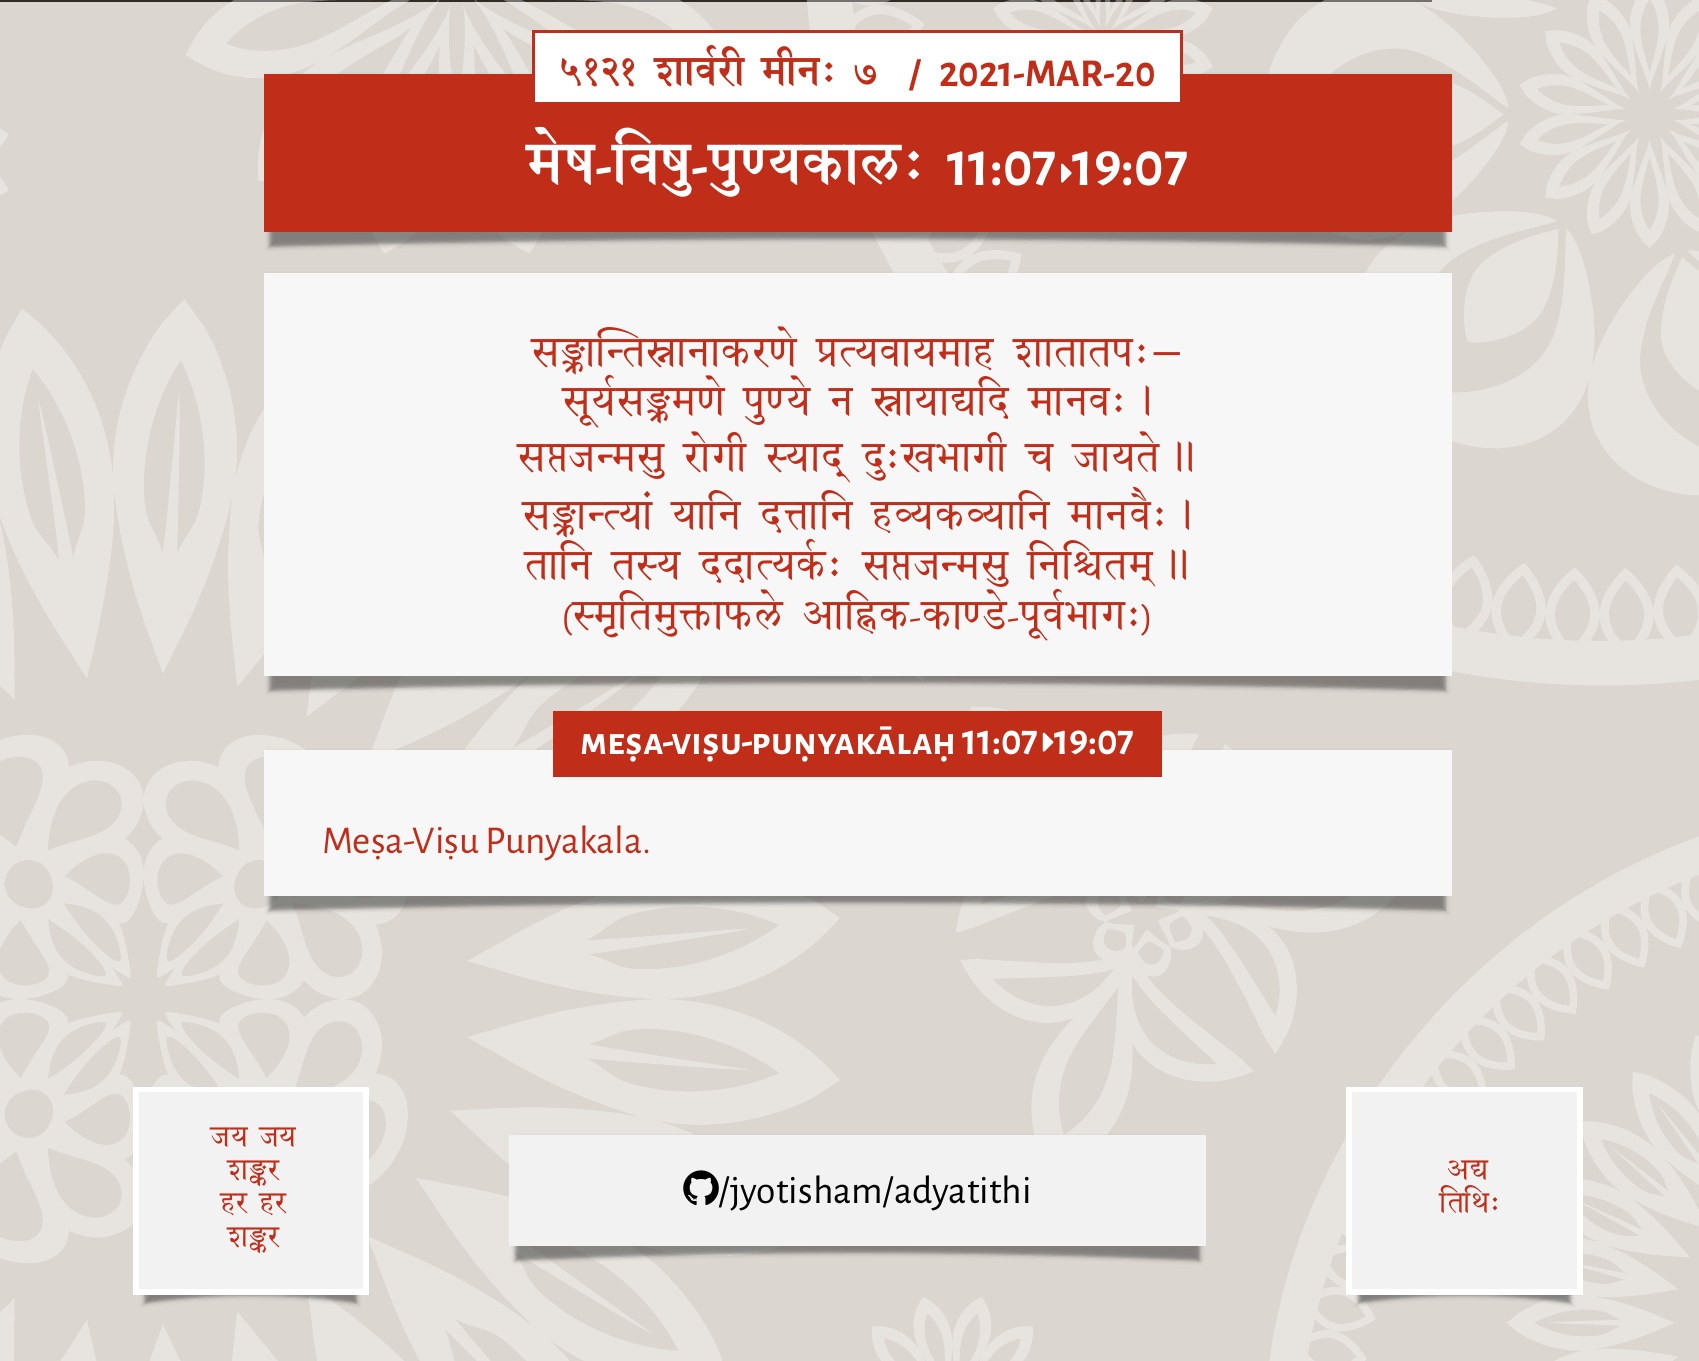 ५१२१ शार्वरी मीनः ७ / 2021-MAR-20
मेष-विषु-पुण्यकालः 11:07▸19:07
सङ्क्रान्तिस्नानाकरणे प्रत्यवायमाह शातातपः—
सूर्यसङ्क्रमणे पुण्ये न स्नायाद्यदि मानवः ।
सप्तजन्मसु रोगी स्याद् दुःखभागी च जायते ॥
सङ्क्रान्त्यां यानि दत्तानि हव्यकव्यानि मानवैः ।
तानि तस्य ददात्यर्कः सप्तजन्मसु निश्चितम् ॥
(स्मृतिमुक्ताफले आह्निक-काण्डे-पूर्वभागः)
MEṢA-VIṢU-PUṆYAKĀLAḤ 11:07▸19:07
Meṣa-Viṣu Punyakala.
जय जय
शङ्कर
हर हर
शङ्कर
/jyotisham/adyatithi
अद्य
तिथिः